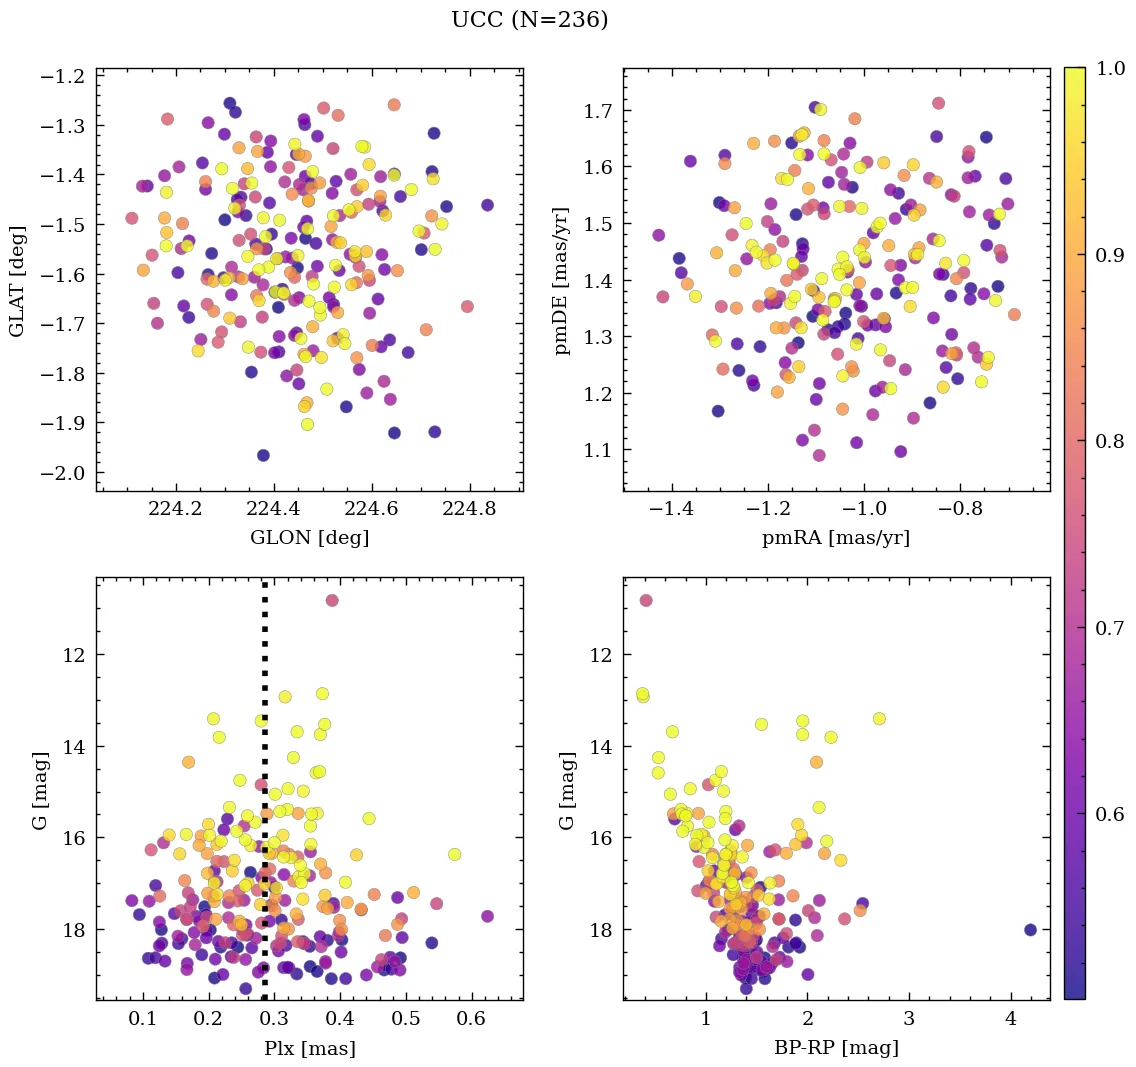 UCC (N=236)
−1.2
−1.3
−1.4
−1.5
−1.6
−1.7
−1.8
−1.9
−2.0
GLAT [deg]
224.2 224.4 224.6 224.8
GLON [deg]
1.7
1.6
1.5
1.4
1.3
1.2
1.1
pmDE [mas/yr]
−1.4 −1.2 −1.0 −0.8
pmRA [mas/yr]
12
14
16
18
G [mag]
0.1 0.2 0.3 0.4 0.5 0.6
Plx [mas]
12
14
16
18
G [mag]
1 2 3 4
BP-RP [mag]
1.0
0.9
0.8
0.7
0.6